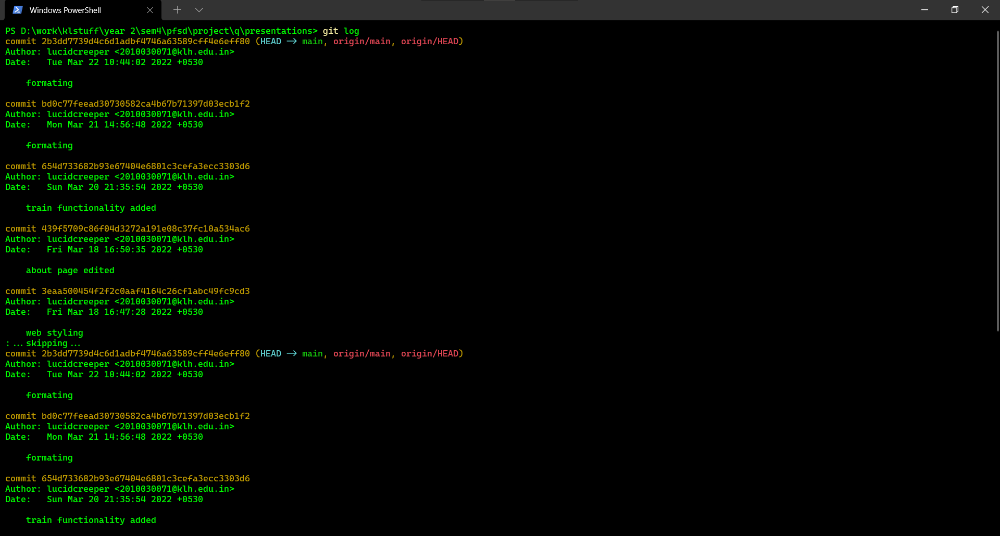 Windows PowerShell
PS D:\work\klstuff\year 2\sem4\pfsd\project\q\presentations> git log
commit 2b3dd7739d4c6d1adbf4746a63589cff4e6eff80 (HEAD -> main, origin/main, origin/HEAD)
Author: lucidcreeper <2010030071@klh.edu.in>
Date:   Tue Mar 22 10:44:02 2022 +0530
    formating
commit bd0c77feead30730582ca4b67b71397d03ecb1f2
Author: lucidcreeper <2010030071@klh.edu.in>
Date:   Mon Mar 21 14:56:48 2022 +0530
    formating
commit 654d733682b93e67404e6801c3cefa3ecc3303d6
Author: lucidcreeper <2010030071@klh.edu.in>
Date:   Sun Mar 20 21:35:54 2022 +0530
    train functionality added
commit 439f5709c86f04d3272a191e08c37fc10a534ac6
Author: lucidcreeper <2010030071@klh.edu.in>
Date:   Fri Mar 18 16:50:35 2022 +0530
    about page edited
commit 3eaa500454f2f2c0aaf4164c26cf1abc49fc9cd3
Author: lucidcreeper <2010030071@klh.edu.in>
Date:   Fri Mar 18 16:47:28 2022 +0530
    web styling
:...skipping...
commit 2b3dd7739d4c6d1adbf4746a63589cff4e6eff80 (HEAD -> main, origin/main, origin/HEAD)
Author: lucidcreeper <2010030071@klh.edu.in>
Date:   Tue Mar 22 10:44:02 2022 +0530
    formating
commit bd0c77feead30730582ca4b67b71397d03ecb1f2
Author: lucidcreeper <2010030071@klh.edu.in>
Date:   Mon Mar 21 14:56:48 2022 +0530
    formating
commit 654d733682b93e67404e6801c3cefa3ecc3303d6
Author: lucidcreeper <2010030071@klh.edu.in>
Date:   Sun Mar 20 21:35:54 2022 +0530
    train functionality added